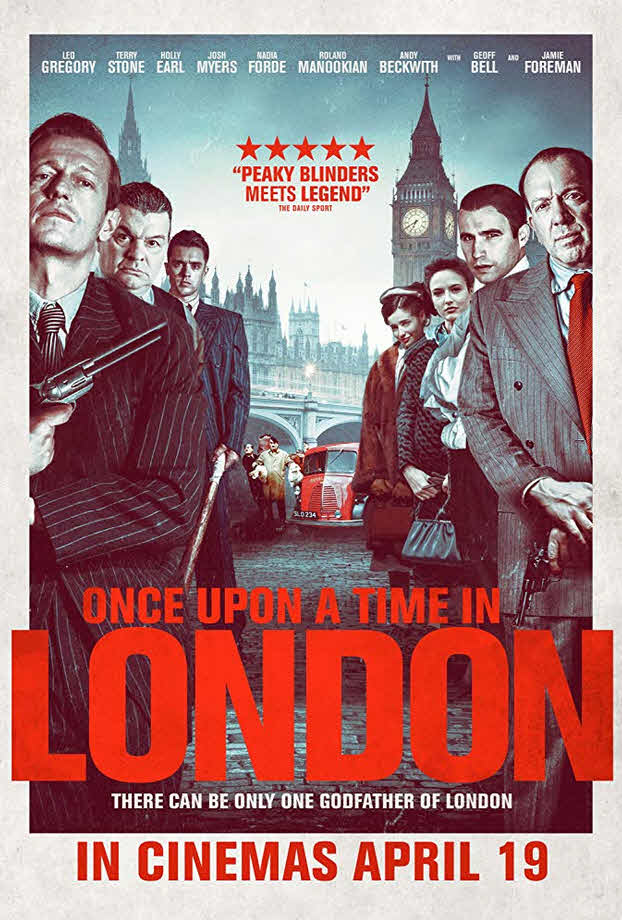 LEO GREGORY TERRY STONE HOLLY EARL JOSH MYERS NADIA FORDE ROLAND MANOOKIAN ANDY BECKWITH WITH GEOFF BELL AND JAMIE FOREMAN
"PEAKY BLINDERS
MEETS LEGEND"
THE DAILY SPORT
SLO 234
ONCE UPON A TIME IN
LONDON
THERE CAN BE ONLY ONE GODFATHER OF LONDON
IN CINEMAS APRIL 19